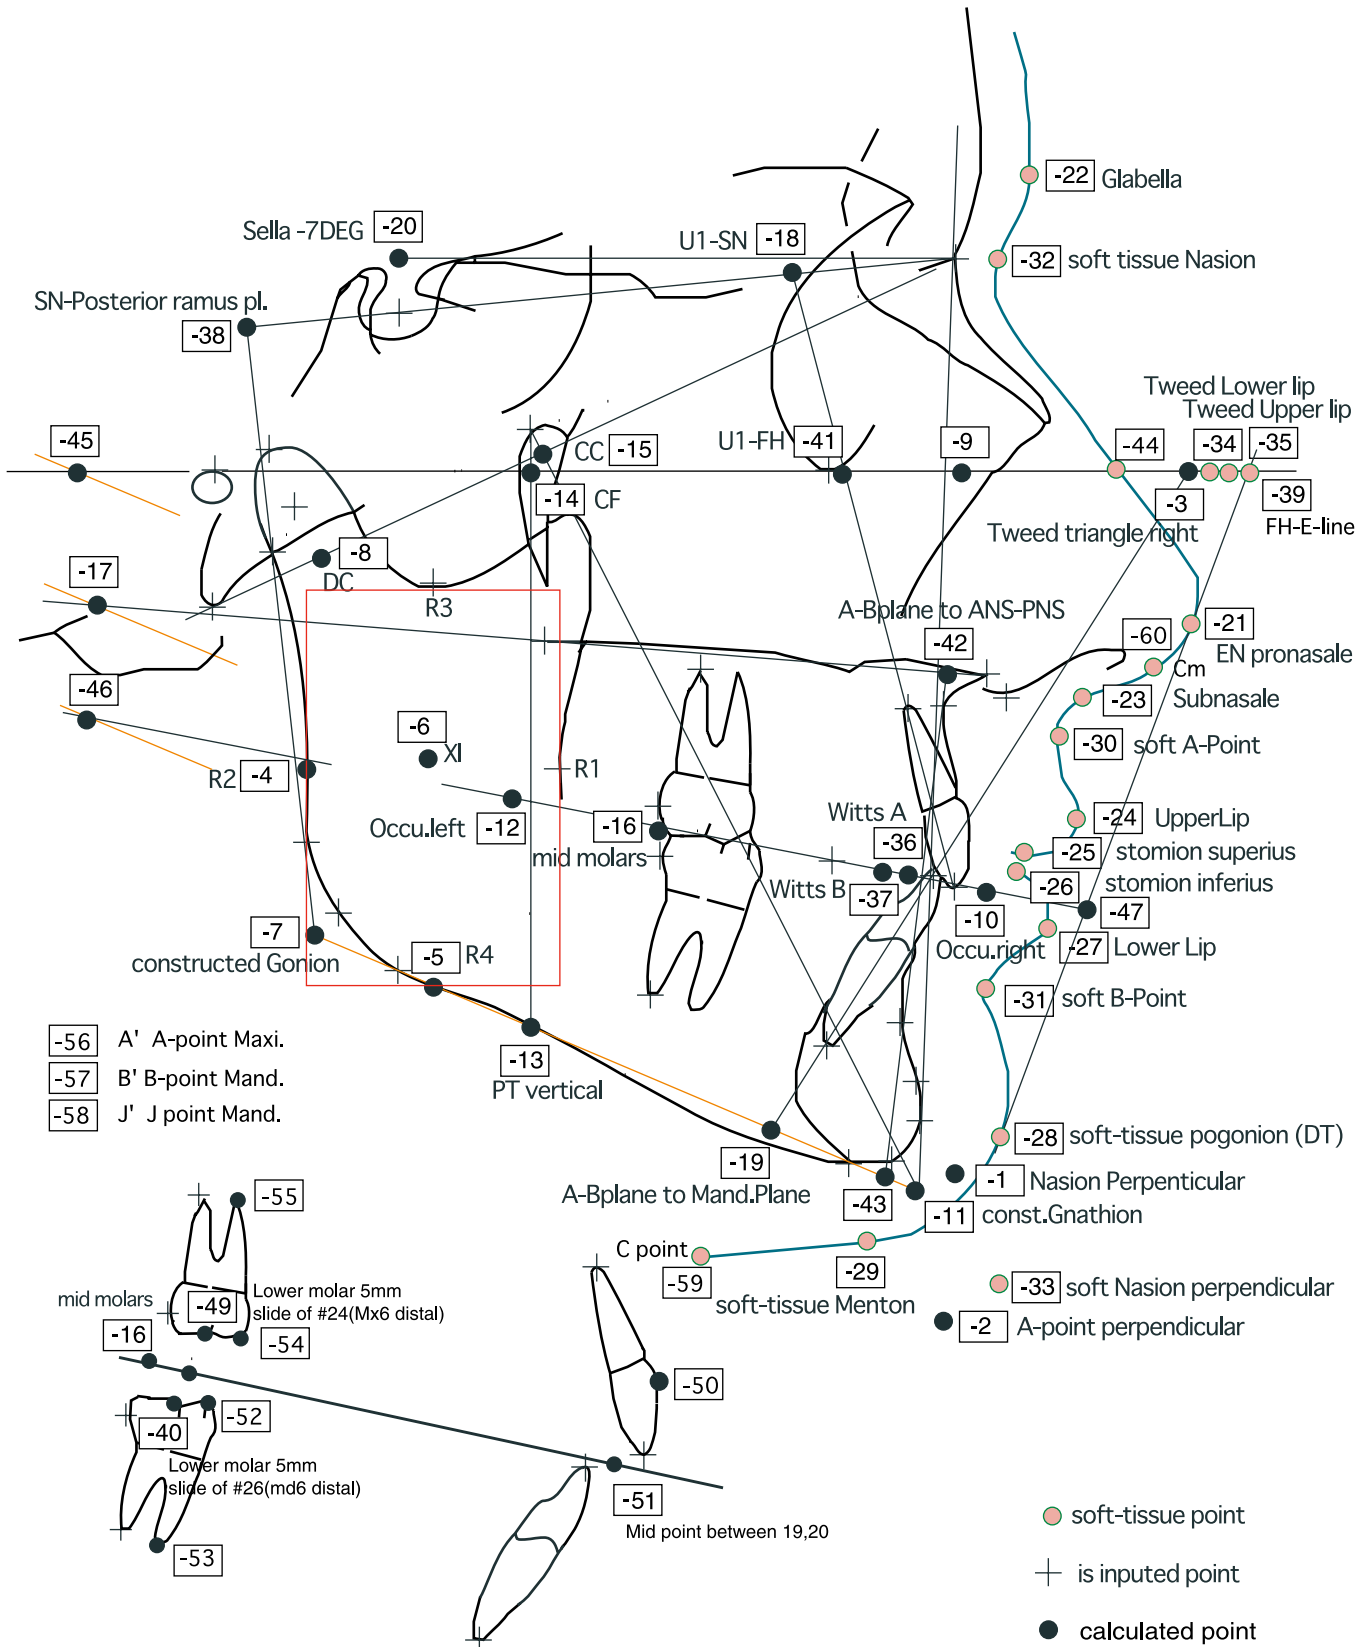 -22 Glabella
Sella -7DEG -20
U1-SN -18
-32 soft tissue Nasion
SN-Posterior ramus pl.
-38
Tweed Lower lip
Tweed Upper lip
-45
CC -15
U1-FH -41
-9
-44
-34
-35
-14 CF
-3
-39
FH-E-line
Tweed triangle right
-17
-8
DC
R3
A-Bplane to ANS-PNS
-42
-60
-21
EN pronasale
Cm
-46
-23 Subnasale
-6
XI
-30 soft A-Point
R2 -4
R1
Occu.left -12
-16
mid molars
Witts A
-36
-24 UpperLip
-25 stomion superius
Witts B
-37
-26 stomion inferius
-10
-47
Occu.right
-27 Lower Lip
-7
constructed Gonion
-5 R4
-31 soft B-Point
-56 A' A-point Maxi.
-57 B' B-point Mand.
-58 J' J point Mand.
-13
PT vertical
-28 soft-tissue pogonion (DT)
-19
A-Bplane to Mand.Plane
-43
-1 Nasion Perpenticular
-11 const.Gnathion
C point
-59
-29
soft-tissue Menton
-33 soft Nasion perpendicular
-2 A-point perpendicular
-55
mid molars
-49
Lower molar 5mm
slide of #24(Mx6 distal)
-16
-54
-50
-52
-40
Lower molar 5mm
slide of #26(md6 distal)
-51
Mid point between 19,20
-53
soft-tissue point
is inputed point
calculated point